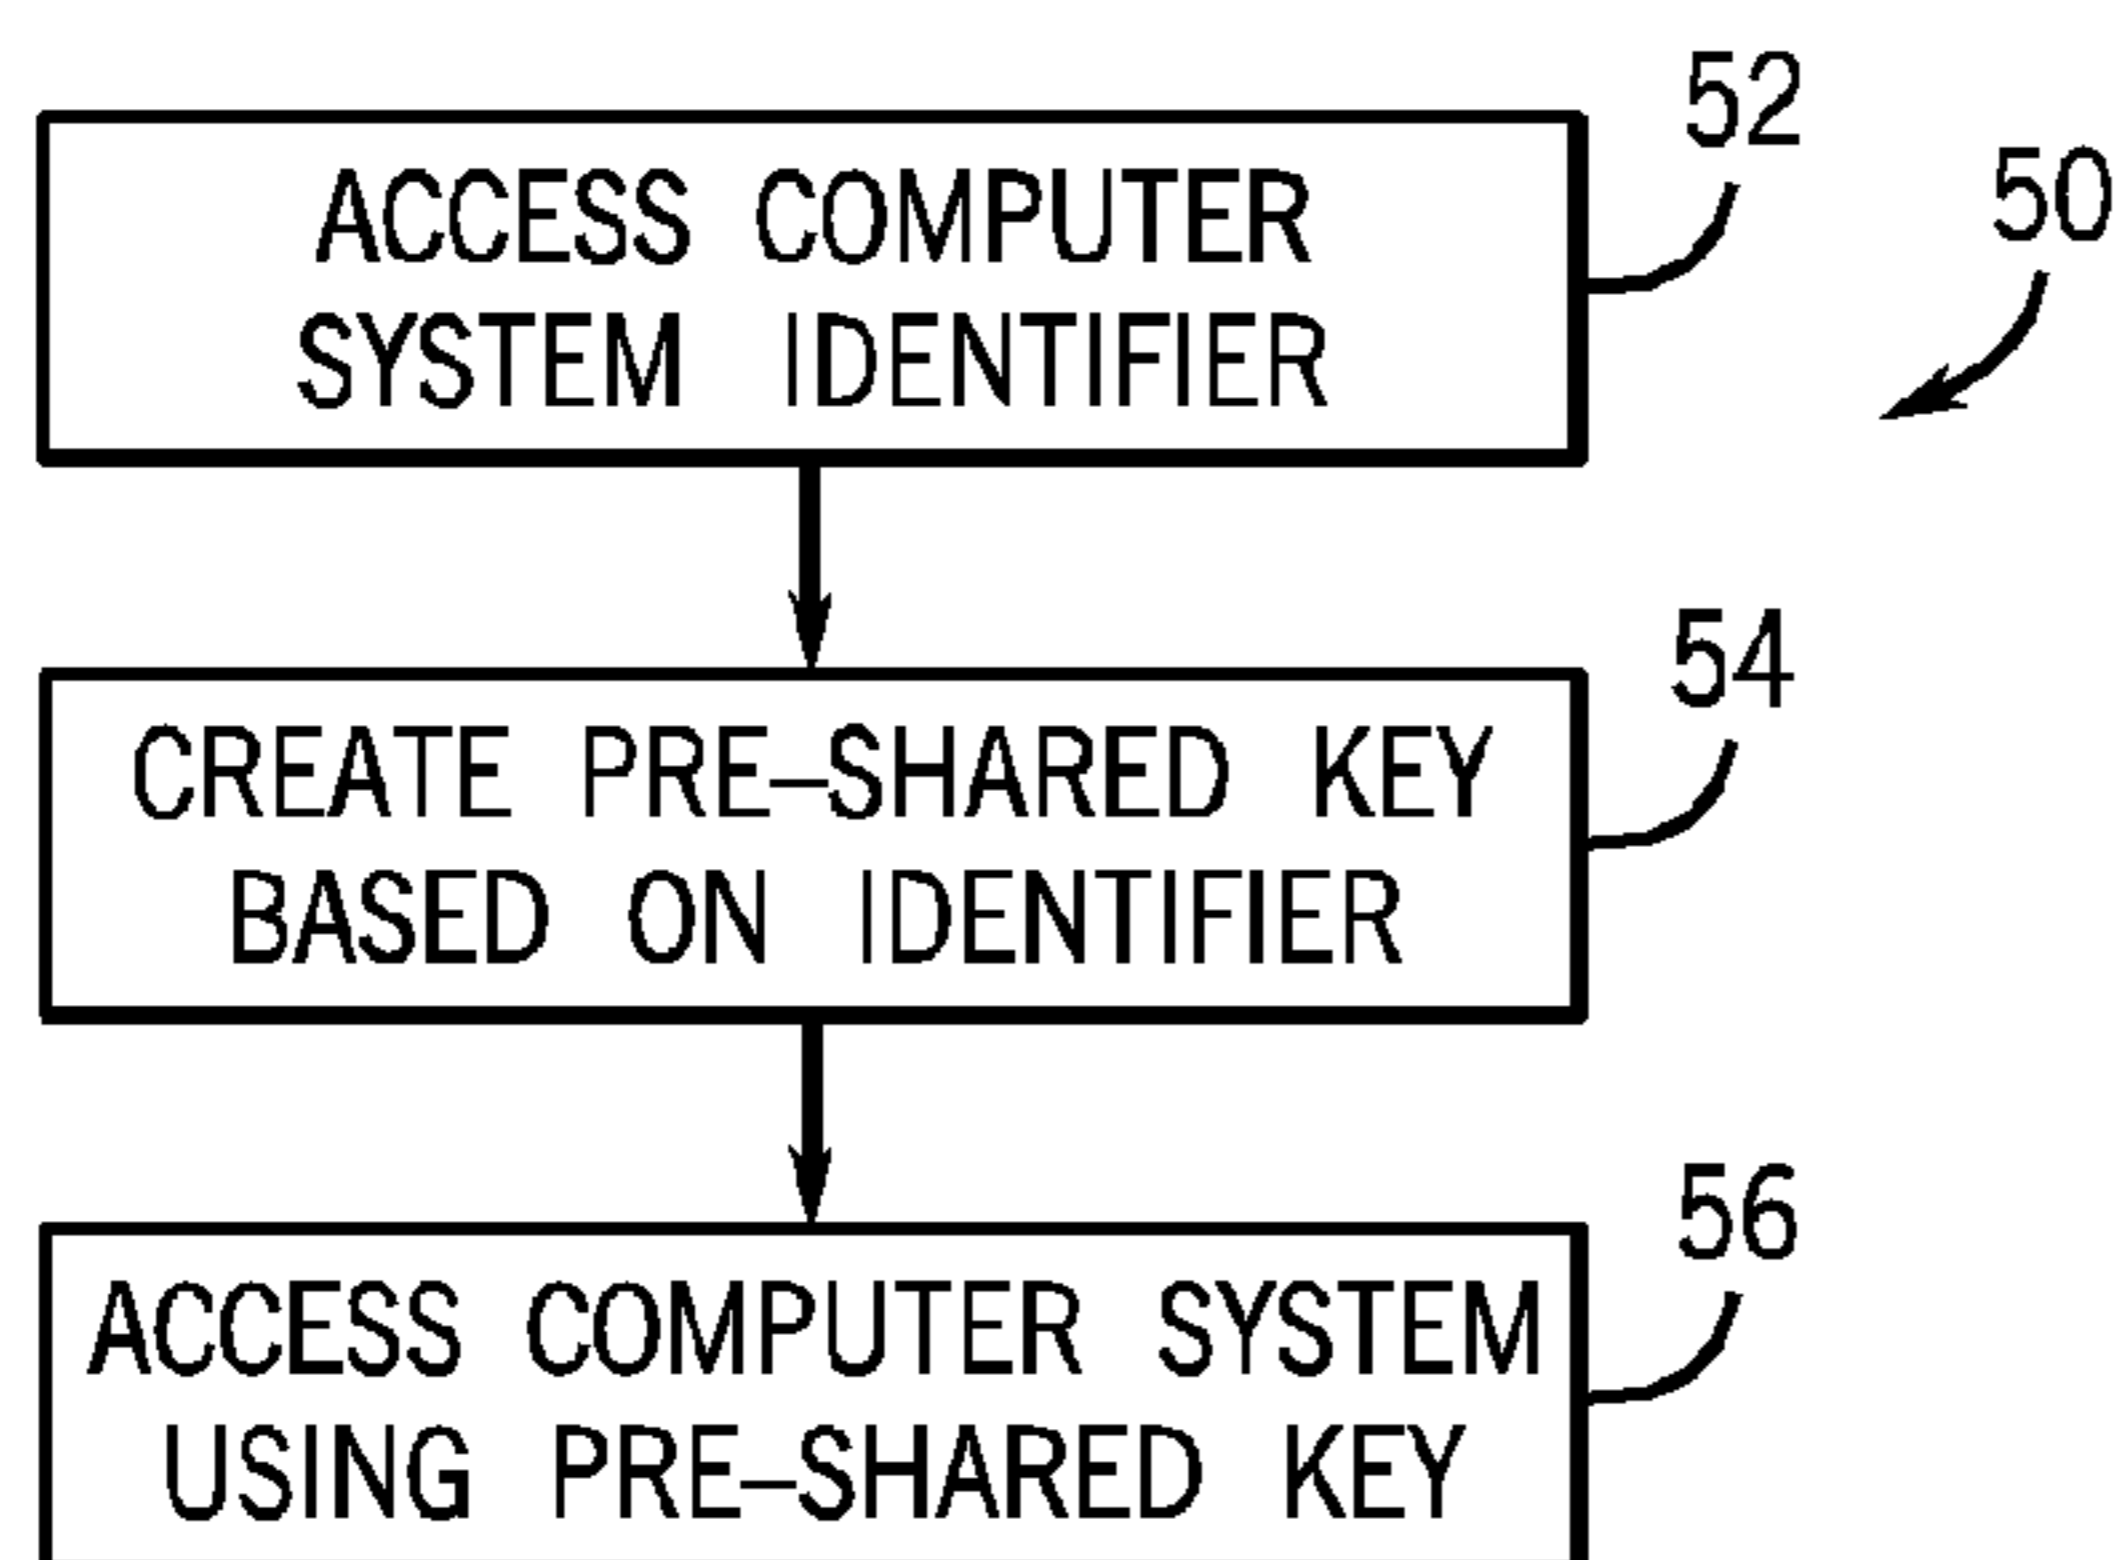 52
50
ACCESS COMPUTER
SYSTEM IDENTIFIER
54
CREATE PRE–SHARED KEY
BASED ON IDENTIFIER
56
ACCESS COMPUTER SYSTEM
USING PRE–SHARED KEY